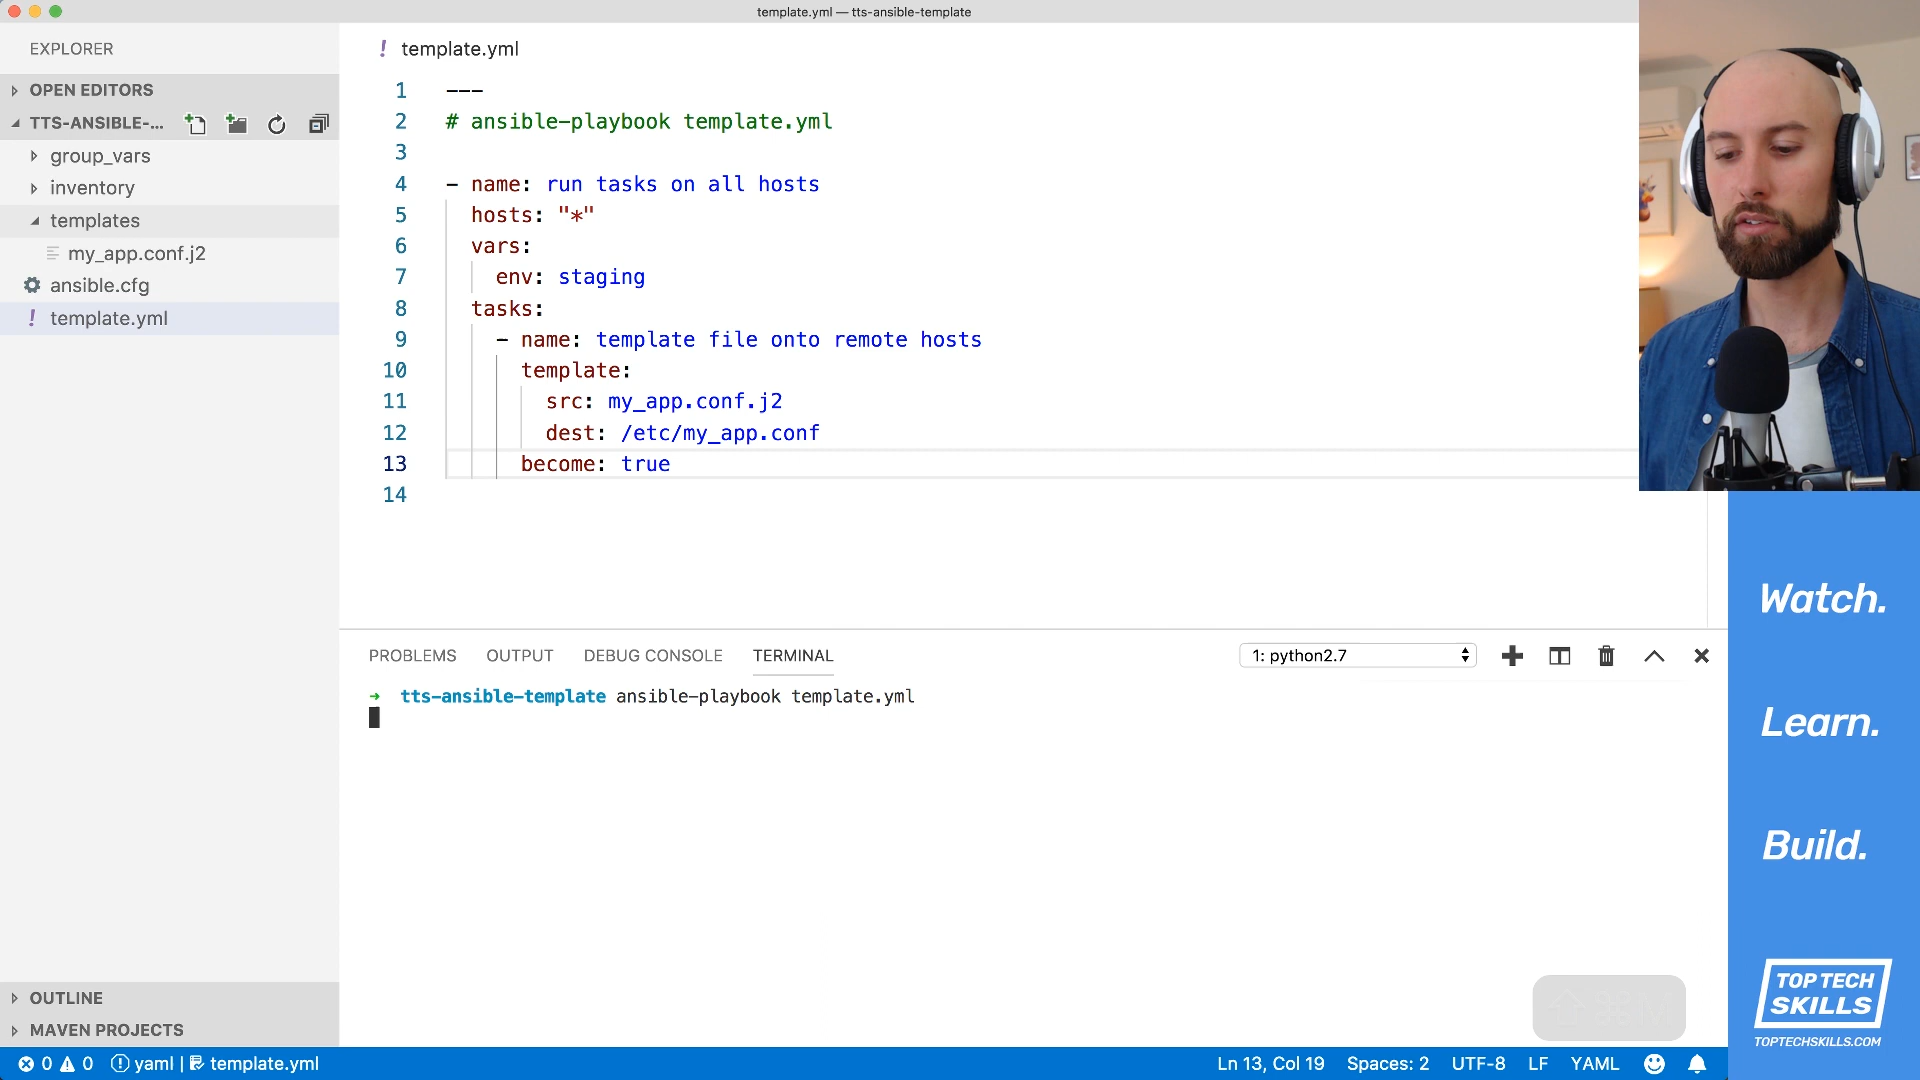 template.yml — tts-ansible-template
EXPLORER
OPEN EDITORS
TTS-ANSIBLE-...
group_vars
inventory
templates
my_app.conf.j2
ansible.cfg
! template.yml
OUTLINE
MAVEN PROJECTS
! template.yml
1 ---
2 # ansible-playbook template.yml
3
4 - name: run tasks on all hosts
5 hosts: "*"
6 vars:
7 env: staging
8 tasks:
9 - name: template file onto remote hosts
10 template:
11 src: my_app.conf.j2
12 dest: /etc/my_app.conf
13 become: true
14
PROBLEMS OUTPUT DEBUG CONSOLE TERMINAL 1: python2.7
→ tts-ansible-template ansible-playbook template.yml
0 0 yaml | template.yml Ln 13, Col 19 Spaces: 2 UTF-8 LF YAML
Watch.
Learn.
Build.
TOP TECH
SKILLS
TOPTECHSKILLS.COM